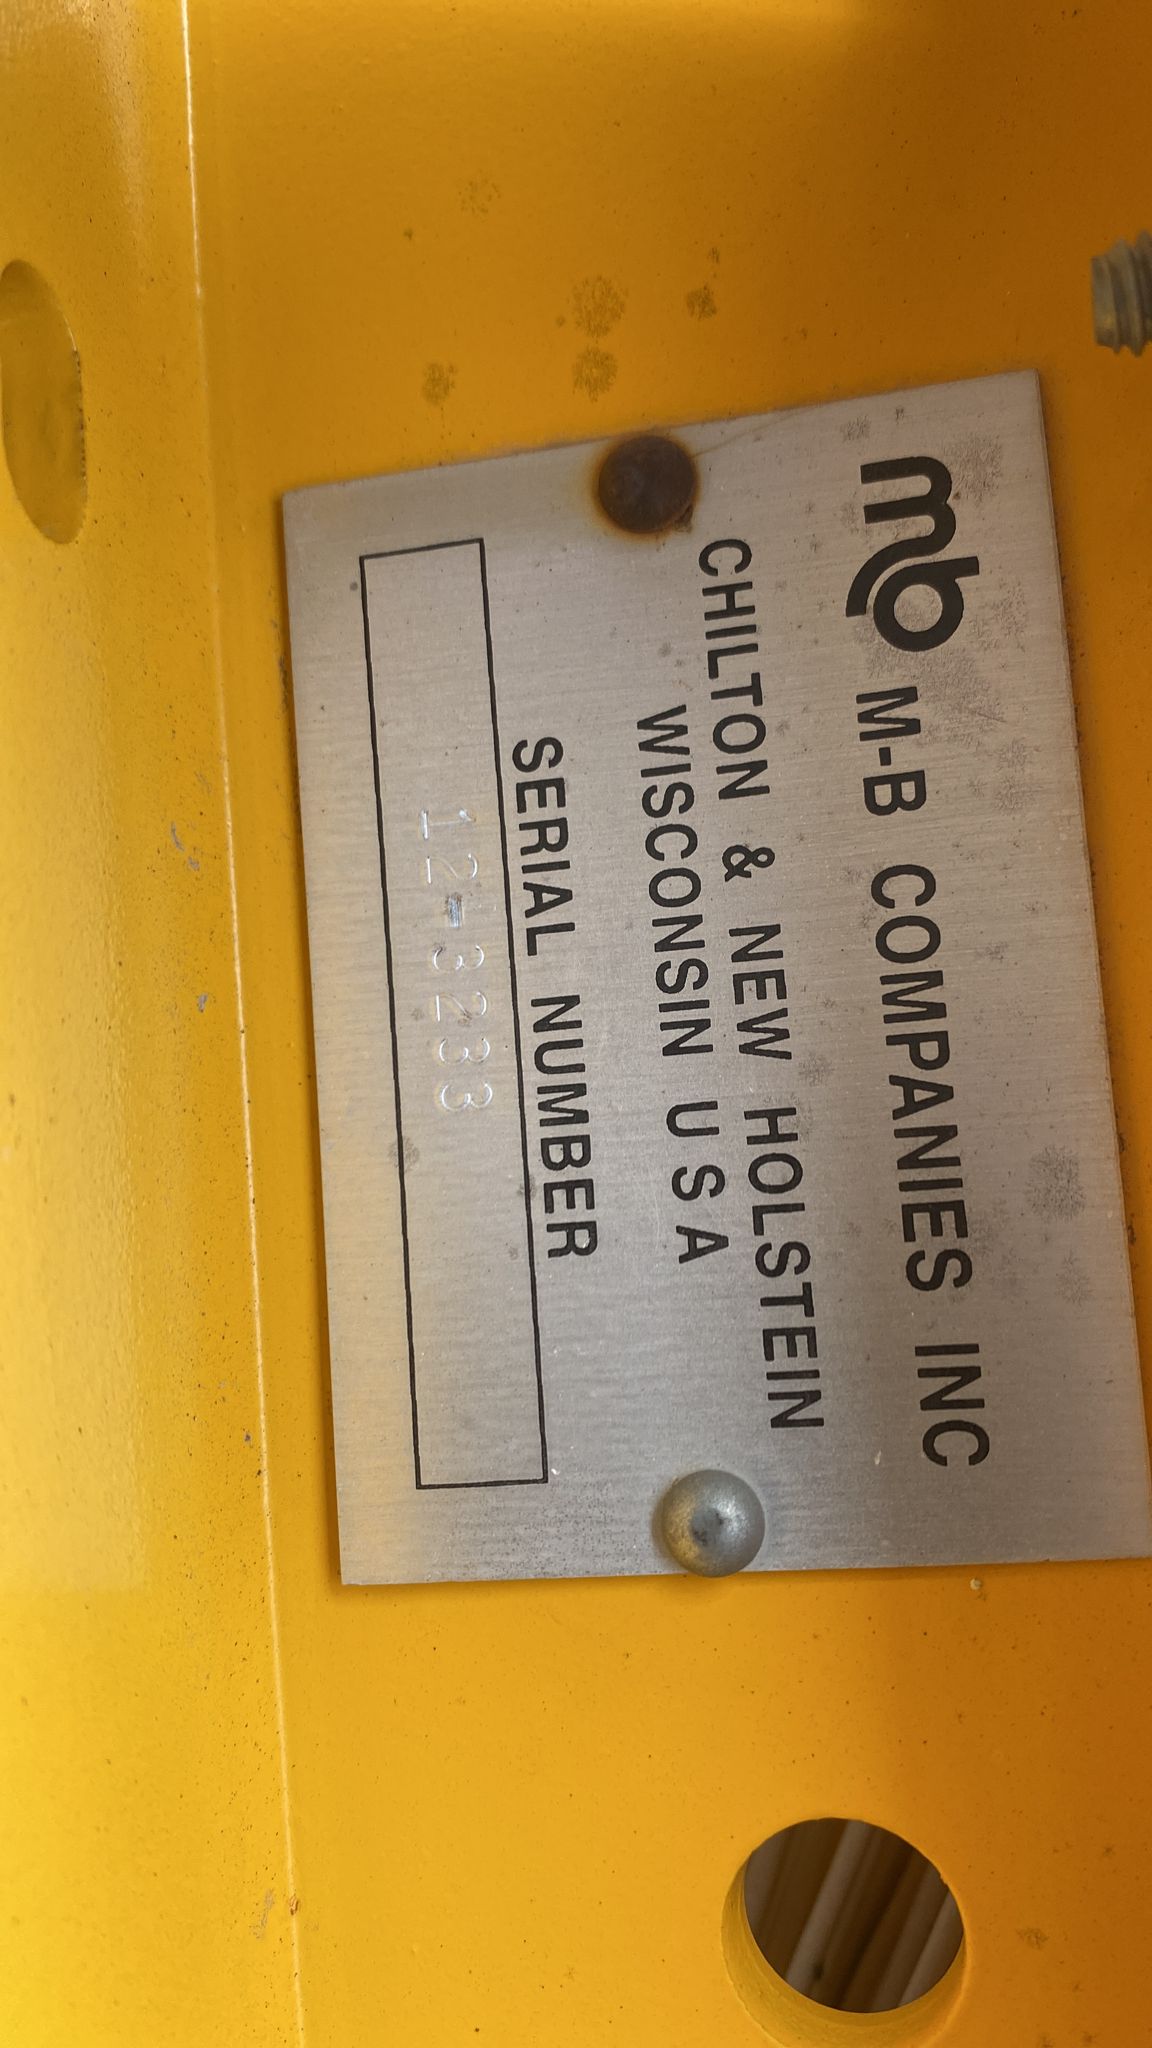 mb M-B COMPANIES INC
CHILTON & NEW HOLSTEIN
WISCONSIN U S A
SERIAL NUMBER
12-3233